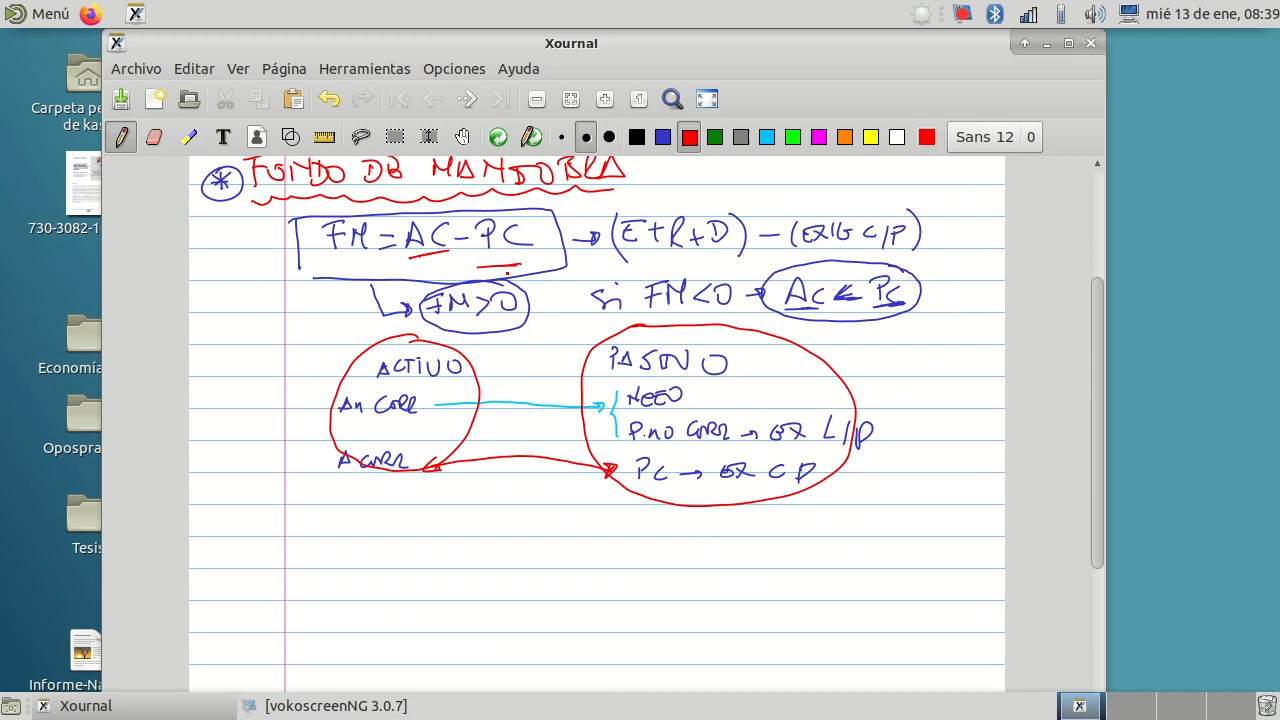 Menú mié 13 de ene, 08:39
Xournal
Archivo Editar Ver Página Herramientas Opciones Ayuda
Sans 12 0
Carpeta pe
de kas
730-3082-1
Economía
Opospra
Tesis
Informe-Na
* FONDO DE MANIOBRA
FM = AC - PC → (E+R+D) - (EXIG C/P)
FM > 0 si FM < 0 → AC < PC
ACTIVO PASIVO
An CORR NETO
P. no CORR → EX L/P
A CORR PC → EX C P
Xournal [vokoscreenNG 3.0.7]